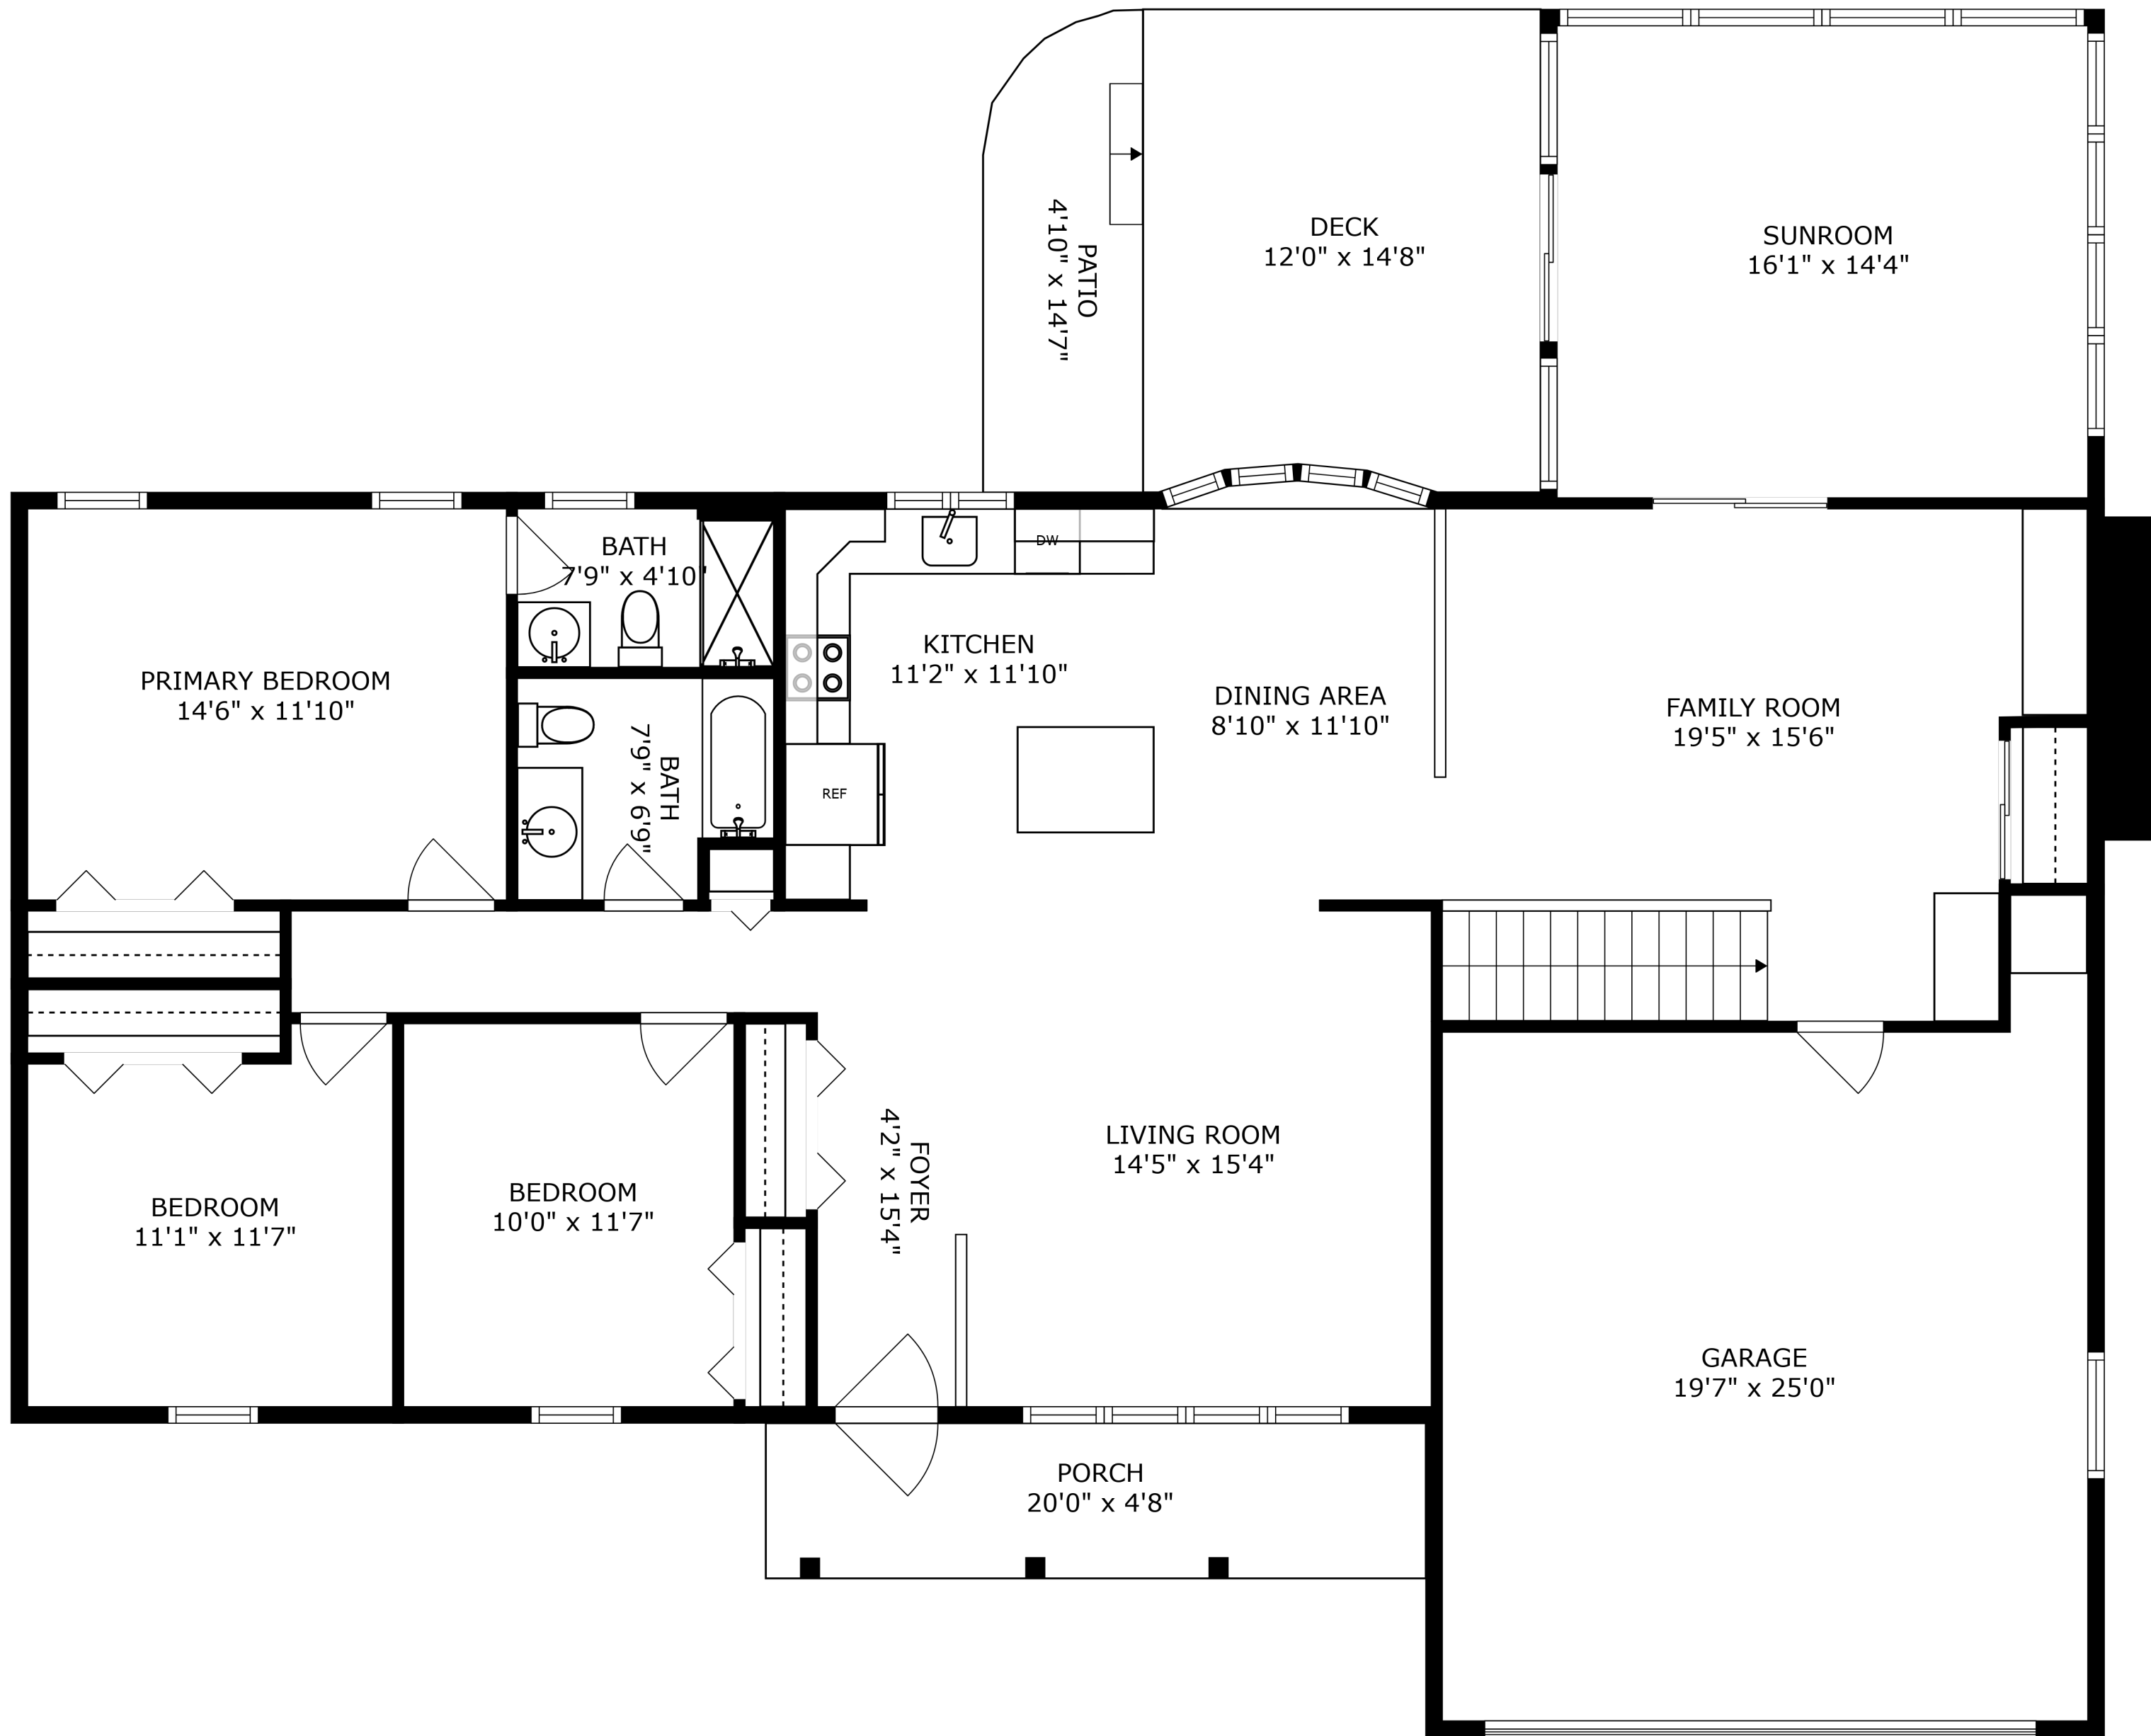 DECK
12'0" x 14'8"
SUNROOM
16'1" x 14'4"
PATIO
4'10" x 14'7"
BATH
7'9" x 4'10"
DW
KITCHEN
11'2" x 11'10"
PRIMARY BEDROOM
14'6" x 11'10"
DINING AREA
8'10" x 11'10"
FAMILY ROOM
19'5" x 15'6"
BATH
7'9" x 6'9"
REF
LIVING ROOM
14'5" x 15'4"
FOYER
4'2" x 15'4"
BEDROOM
11'1" x 11'7"
BEDROOM
10'0" x 11'7"
GARAGE
19'7" x 25'0"
PORCH
20'0" x 4'8"